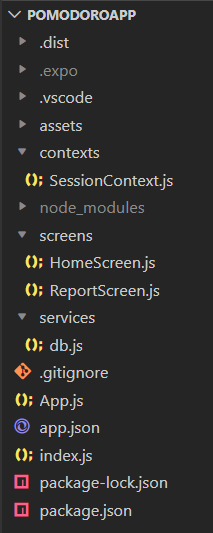 POMODOROAPP
.dist
.expo
.vscode
assets
contexts
SessionContext.js
node_modules
screens
HomeScreen.js
ReportScreen.js
services
db.js
.gitignore
App.js
app.json
index.js
package-lock.json
package.json